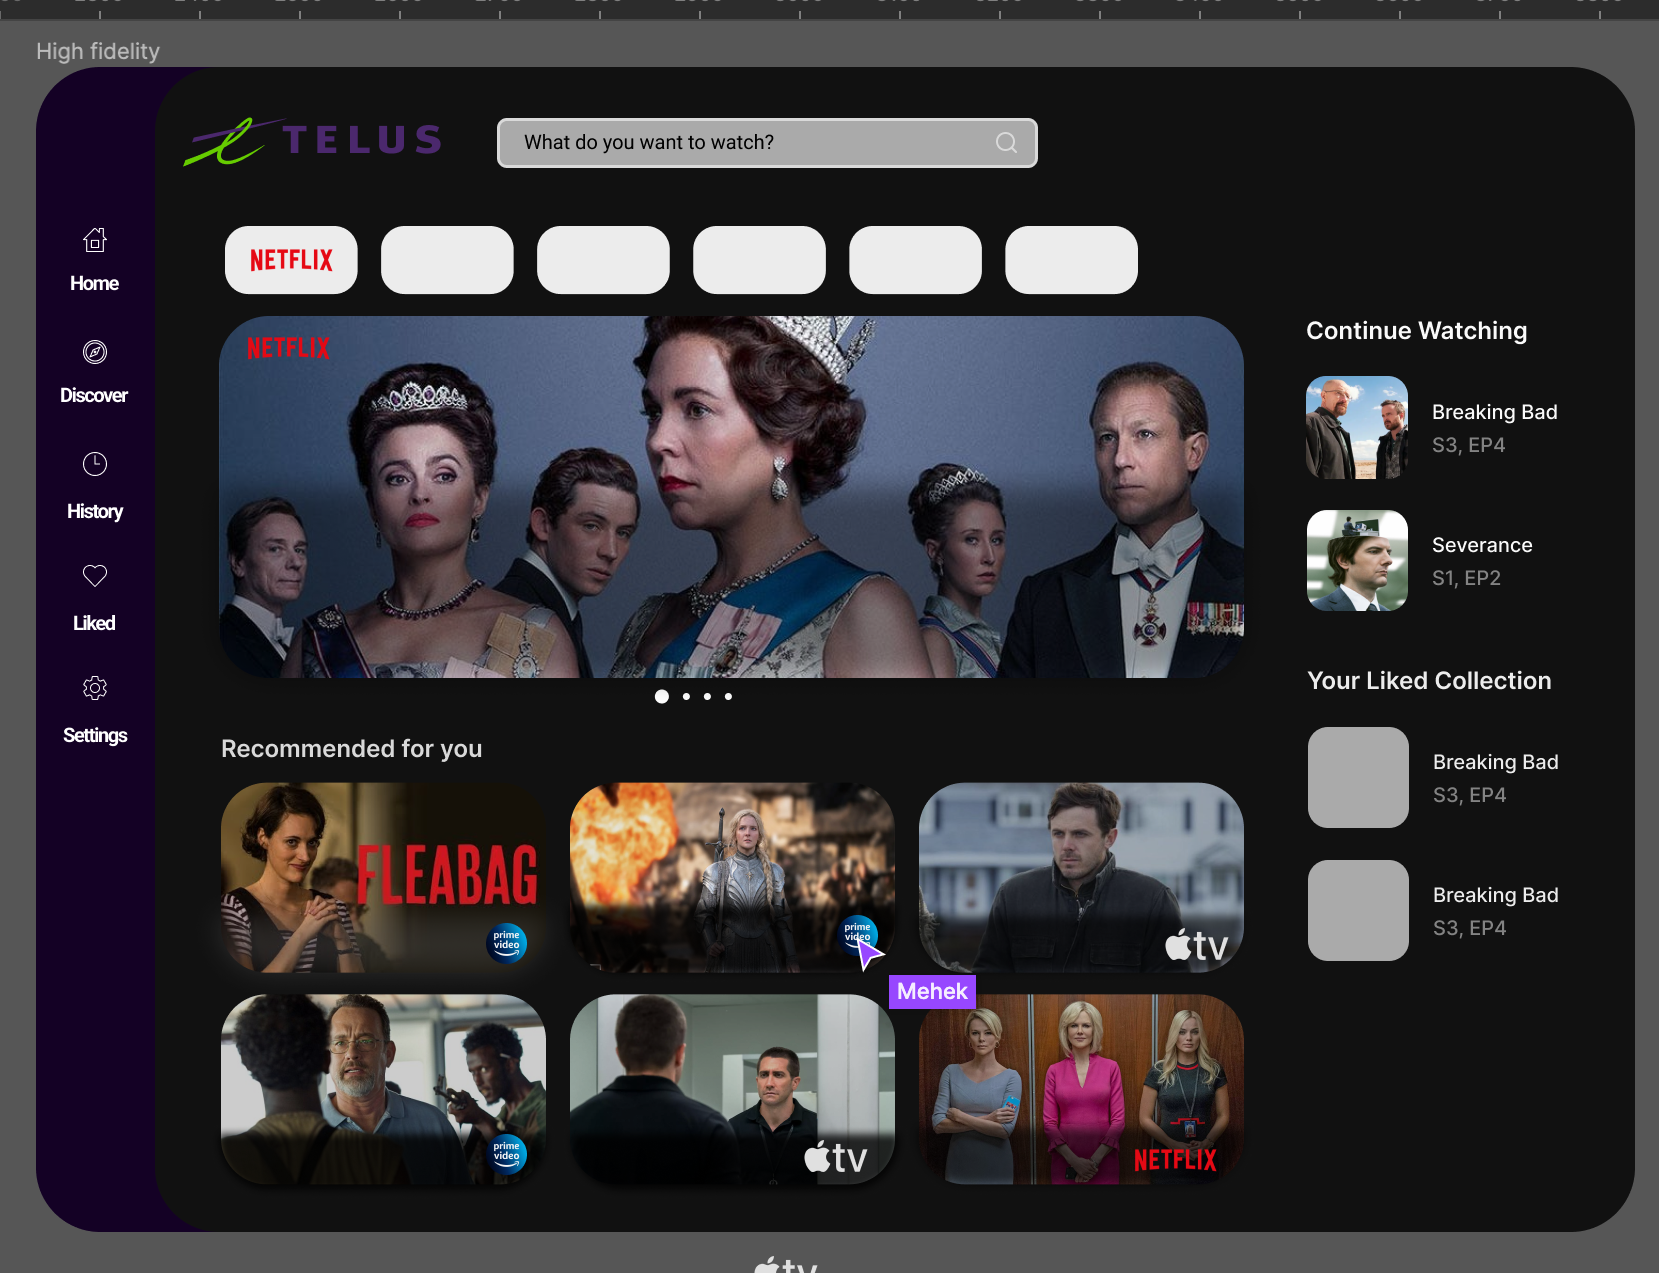 High fidelity
TELUS
What do you want to watch?
Home
Discover
History
Liked
Settings
NETFLIX
NETFLIX
Continue Watching
Breaking Bad
S3, EP4
Severance
S1, EP2
Your Liked Collection
Breaking Bad
S3, EP4
Breaking Bad
S3, EP4
Recommended for you
FLEABAG
prime
video
prime
video
tv
Mehek
prime
video
tv
NETFLIX
tv